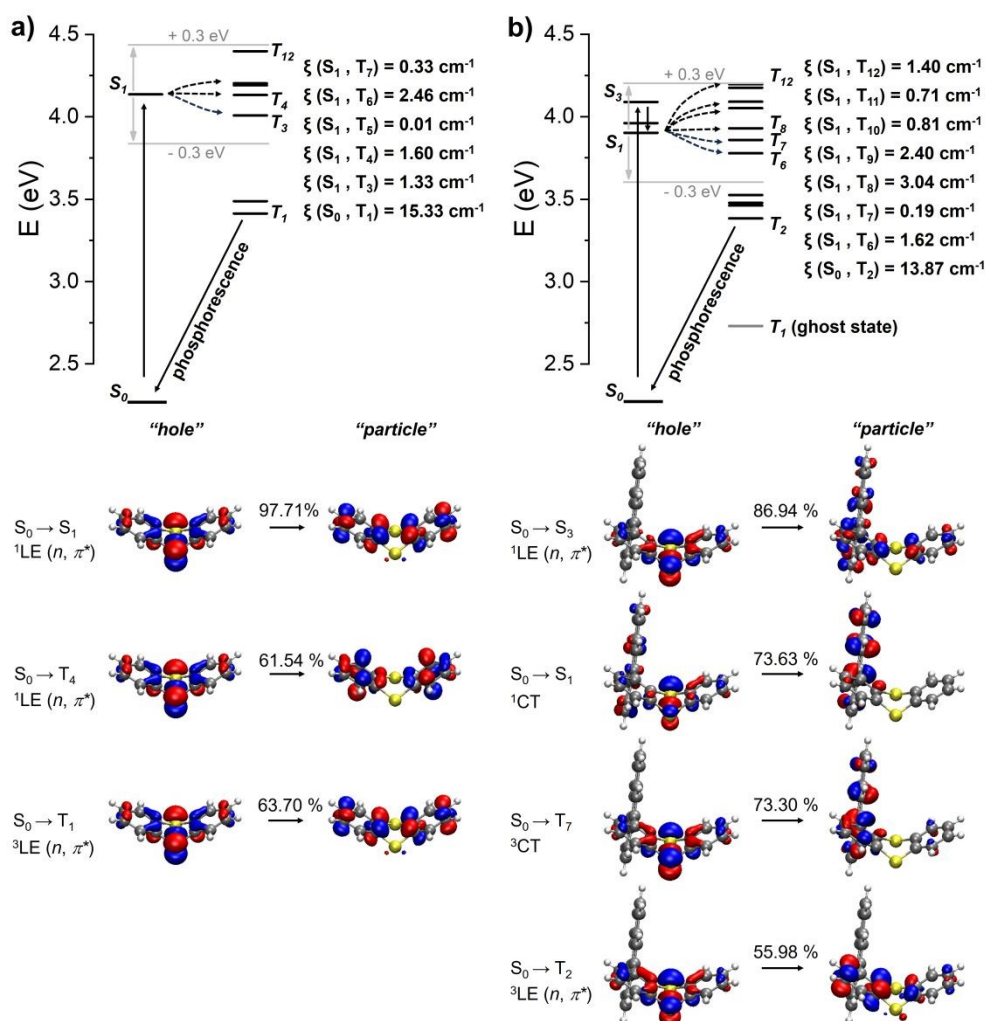 a)
4.5
4.0
3.5
3.0
2.5
E (eV)
+ 0.3 eV
- 0.3 eV
S1
S0
T12
T4
T3
T1
phosphorescence
ξ (S1 , T7) = 0.33 cm-1
ξ (S1 , T6) = 2.46 cm-1
ξ (S1 , T5) = 0.01 cm-1
ξ (S1 , T4) = 1.60 cm-1
ξ (S1 , T3) = 1.33 cm-1
ξ (S0 , T1) = 15.33 cm-1
"hole"
"particle"
S0 → S1
1LE (n, π*)
97.71%
S0 → T4
1LE (n, π*)
61.54 %
S0 → T1
3LE (n, π*)
63.70 %
b)
4.5
4.0
3.5
3.0
2.5
E (eV)
+0.3 eV
- 0.3 eV
S3
S1
S0
T12
T8
T7
T6
T2
T1 (ghost state)
phosphorescence
ξ (S1 , T12) = 1.40 cm-1
ξ (S1 , T11) = 0.71 cm-1
ξ (S1 , T10) = 0.81 cm-1
ξ (S1 , T9) = 2.40 cm-1
ξ (S1 , T8) = 3.04 cm-1
ξ (S1 , T7) = 0.19 cm-1
ξ (S1 , T6) = 1.62 cm-1
ξ (S0 , T2) = 13.87 cm-1
"hole"
"particle"
S0 → S3
1LE (n, π*)
86.94 %
S0 → S1
1CT
73.63 %
S0 → T7
3CT
73.30 %
S0 → T2
3LE (n, π*)
55.98 %